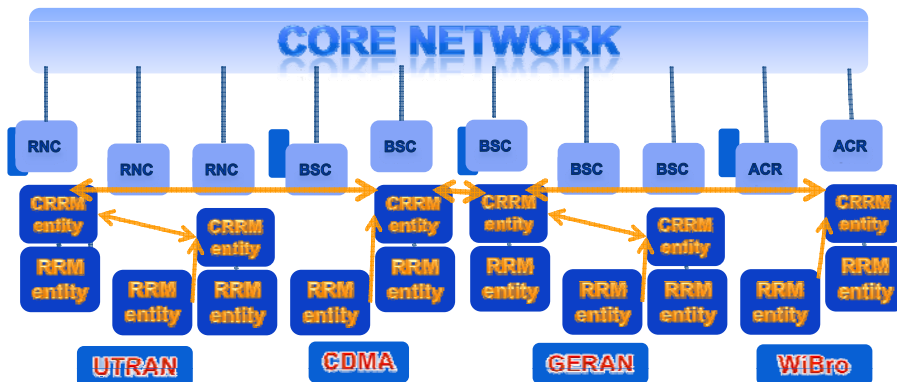 CORE NETWORK
RNC
RNC
RNC
BSC
BSC
BSC
BSC
BSC
ACR
ACR
CRRM
entity
RRM
entity
RRM
entity
CRRM
entity
RRM
entity
RRM
entity
CRRM
entity
RRM
entity
CRRM
entity
RRM
entity
RRM
entity
CRRM
entity
RRM
entity
RRM
entity
CRRM
entity
RRM
entity
UTRAN
CDMA
GERAN
WiBro